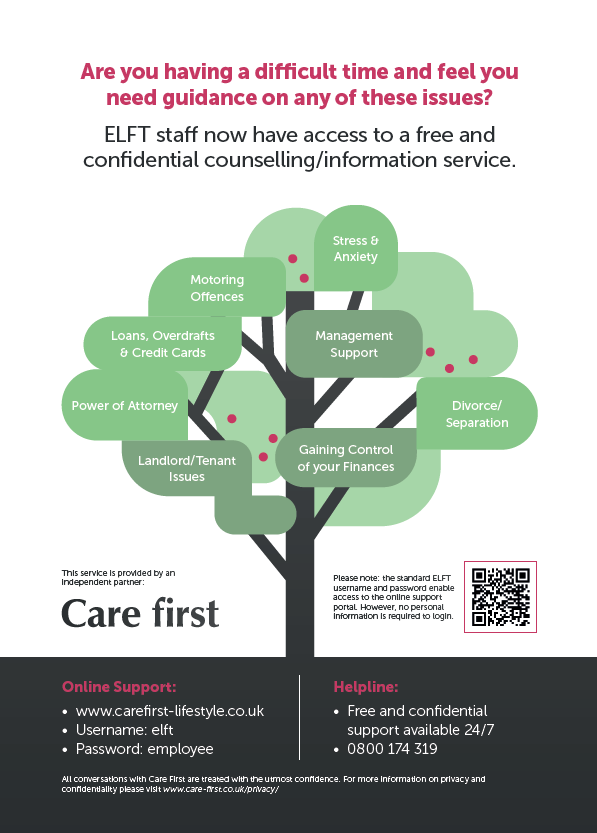 Are you having a difficult time and feel you
need guidance on any of these issues?
ELFT staff now have access to a free and
confidential counselling/information service.
Stress &
Anxiety
Motoring
Offences
Loans, Overdrafts
& Credit Cards
Management
Support
Power of Attorney
Divorce/
Separation
Landlord/Tenant
Issues
Gaining Control
of your Finances
This service is provided by an
independent partner:
Care first
Please note: the standard ELFT
username and password enable
access to the online support
portal. However, no personal
information is required to login.
Online Support:
• www.carefirst-lifestyle.co.uk
• Username: elft
• Password: employee
Helpline:
• Free and confidential
support available 24/7
• 0800 174 319
All conversations with Care First are treated with the utmost confidence. For more information on privacy and
confidentiality please visit www.care-first.co.uk/privacy/